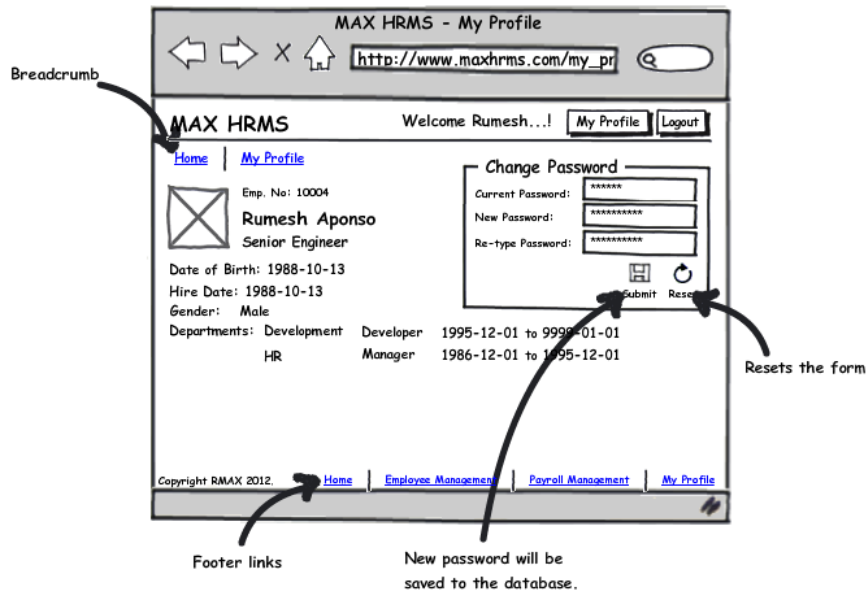 MAX HRMS - My Profile
http://www.maxhrms.com/my_pr
Breadcrumb
MAX HRMS
Welcome Rumesh...!
My Profile
Logout
Home
My Profile
Change Password
Current Password: ******
New Password: **********
Re-type Password: **********
Submit
Reset
Emp. No: 10004
Rumesh Aponso
Senior Engineer
Date of Birth: 1988-10-13
Hire Date: 1988-10-13
Gender: Male
Departments: Development Developer 1995-12-01 to 9999-01-01
HR Manager 1986-12-01 to 1995-12-01
Resets the form
Copyright RMAX 2012.
Home
Employee Management
Payroll Management
My Profile
Footer links
New password will be
saved to the database.